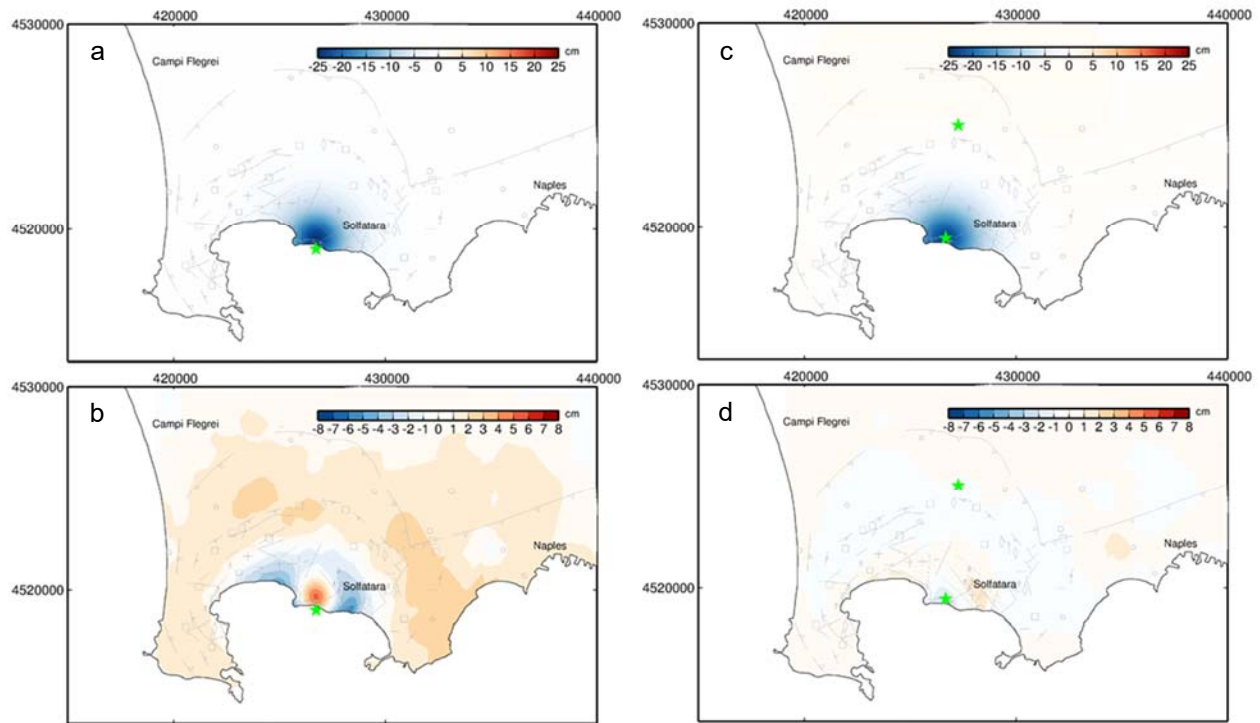 420000 430000 440000
4530000
a
-25 -20 -15 -10 -5 0 5 10 15 20 25 cm
Campi Flegrei
Naples
Solfatara
4520000
420000 430000 440000
4530000
c
-25 -20 -15 -10 -5 0 5 10 15 20 25 cm
Campi Flegrei
Naples
Solfatara
4520000
420000 430000 440000
4530000
b
-8 -7 -6 -5 -4 -3 -2 -1 0 1 2 3 4 5 6 7 8 cm
Campi Flegrei
Naples
Solfatara
4520000
420000 430000 440000
4530000
d
-8 -7 -6 -5 -4 -3 -2 -1 0 1 2 3 4 5 6 7 8 cm
Campi Flegrei
Naples
Solfatara
4520000